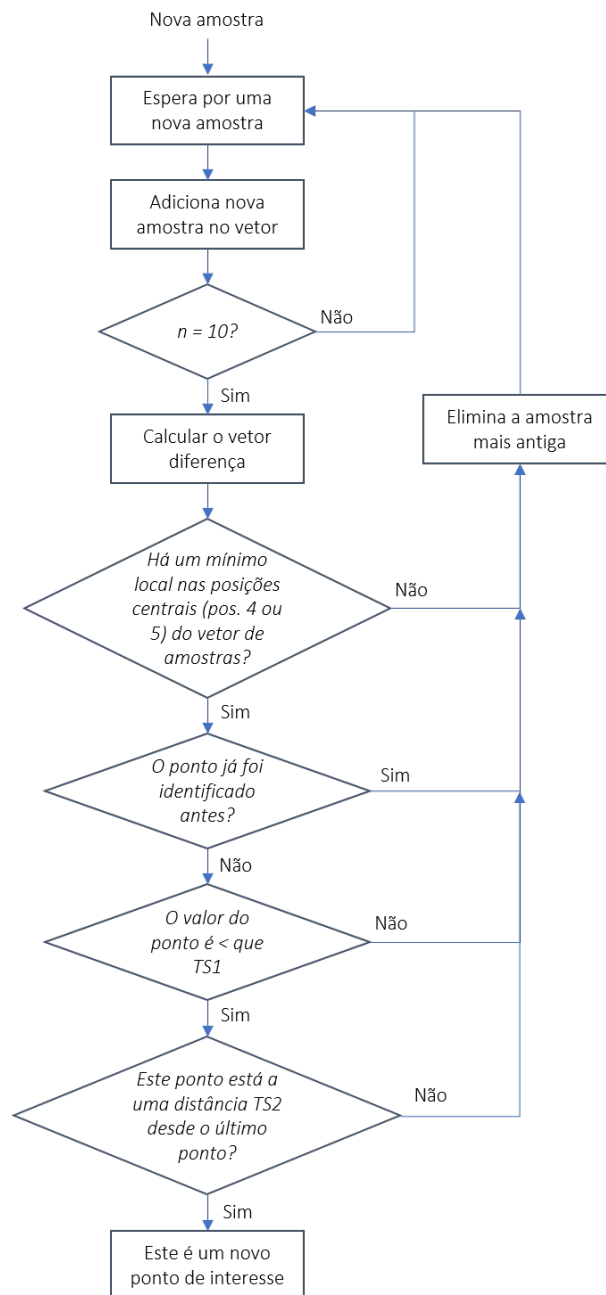 Nova amostra
Espera por uma
nova amostra
Adiciona nova
amostra no vetor
n = 10?
Não
Sim
Calcular o vetor
diferença
Elimina a amostra
mais antiga
Há um mínimo
local nas posições
centrais (pos. 4 ou
5) do vetor de
amostras?
Não
Sim
O ponto já foi
identificado
antes?
Sim
Não
O valor do
ponto é < que
TS1
Não
Sim
Este ponto está a
uma distância TS2
desde o último
ponto?
Não
Sim
Este é um novo
ponto de interesse